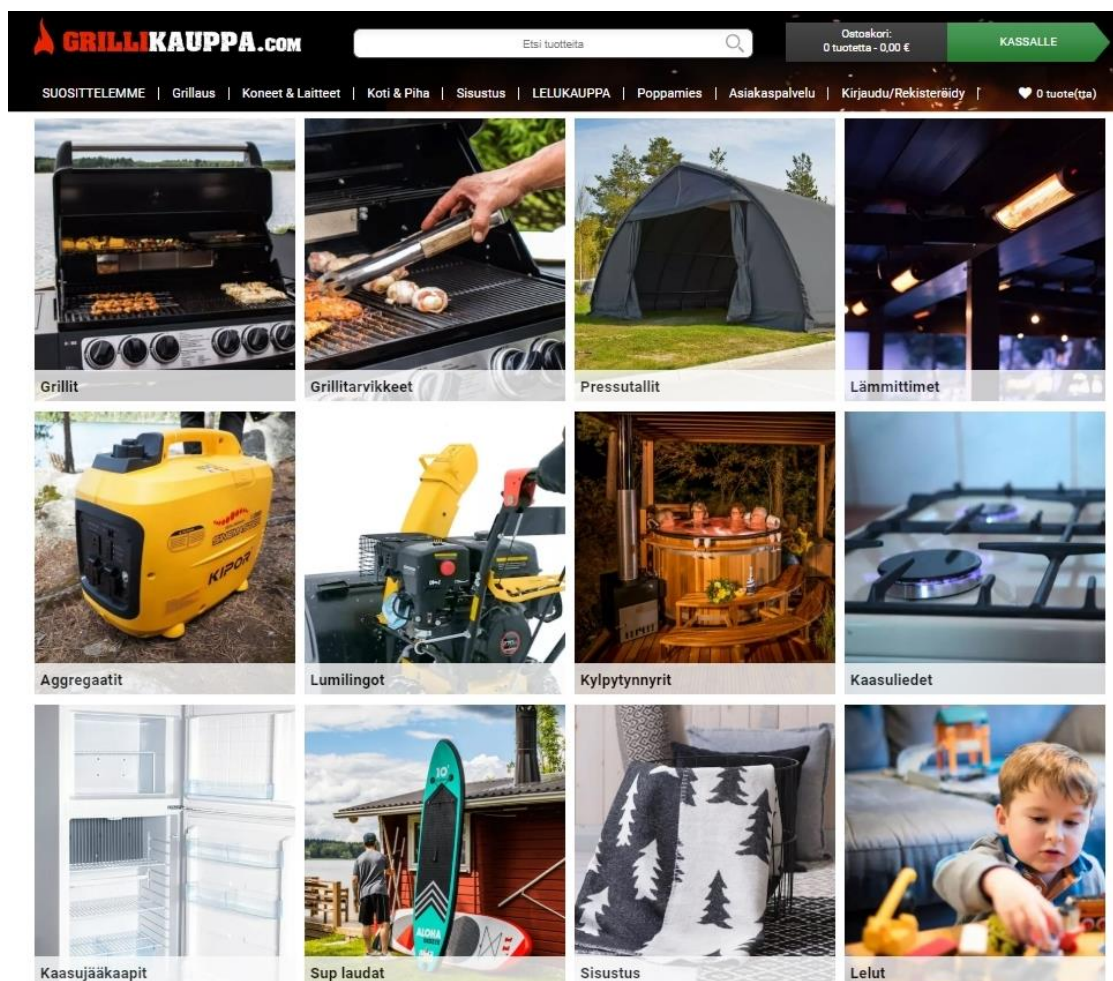 GRILLIKAUPPA.COM
Etsi tuotteita
Ostoskori:
0 tuotetta - 0,00 €
KASSALLE
SUOSITTELEMME | Grillaus | Koneet & Laitteet | Koti & Piha | Sisustus | LELUKAUPPA | Poppamies | Asiakaspalvelu | Kirjaudu/Rekisteröidy |
0 tuote(tta)
Grillit
Grillitarvikkeet
Pressutallit
Lämmittimet
KIPOR
Aggregaatit
Lumilingot
Kylpytynnyrit
Kaasuliedet
10'
ALOHA
Kaasujääkaapit
Sup laudat
Sisustus
Lelut